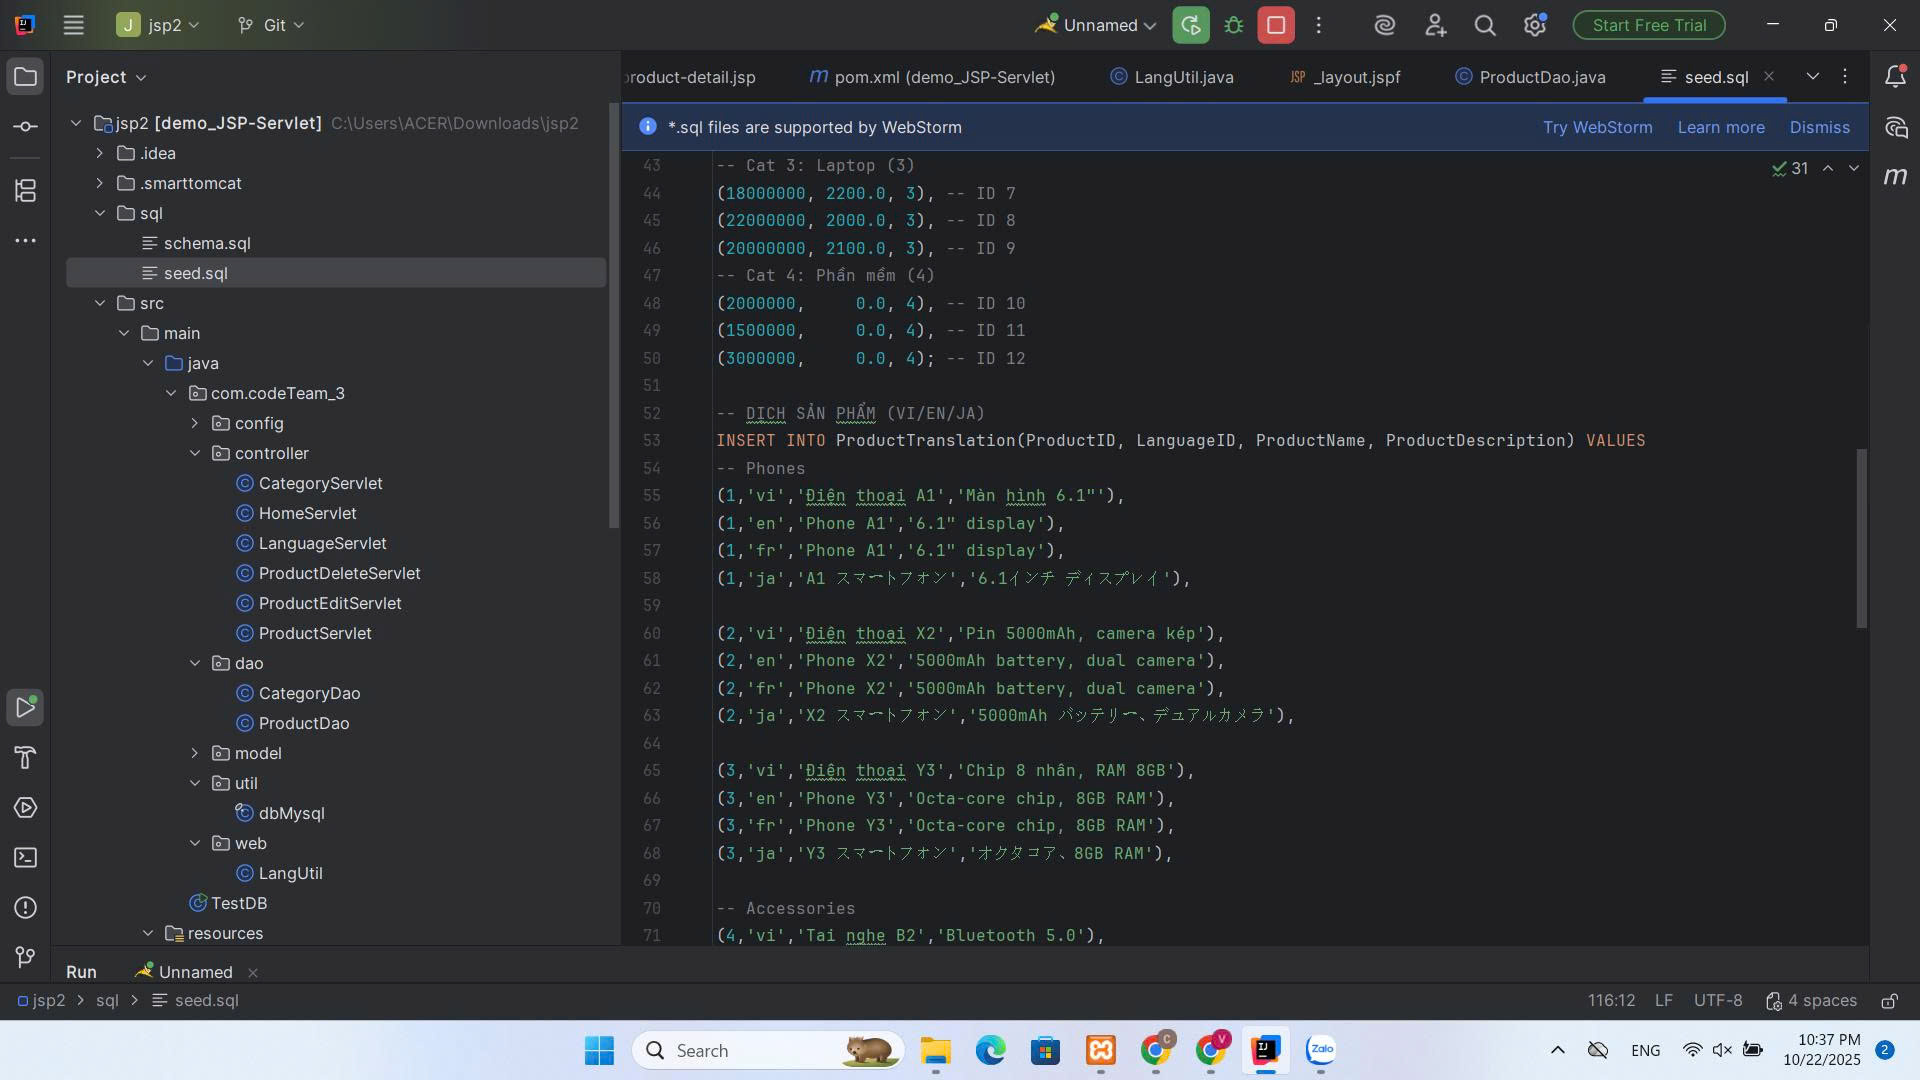 J jsp2 Git Unnamed Start Free Trial
Project
roduct-detail.jsp m pom.xml (demo_JSP-Servlet) LangUtil.java JSP _layout.jspf ProductDao.java seed.sql
*.sql files are supported by WebStorm Try WebStorm Learn more Dismiss
jsp2 [demo_JSP-Servlet] C:\Users\ACER\Downloads\jsp2
.idea
.smarttomcat
sql
schema.sql
seed.sql
src
main
java
com.codeTeam_3
config
controller
CategoryServlet
HomeServlet
LanguageServlet
ProductDeleteServlet
ProductEditServlet
ProductServlet
dao
CategoryDao
ProductDao
model
util
dbMysql
web
LangUtil
TestDB
resources
31
43 -- Cat 3: Laptop (3)
44 (18000000, 2200.0, 3), -- ID 7
45 (22000000, 2000.0, 3), -- ID 8
46 (20000000, 2100.0, 3), -- ID 9
47 -- Cat 4: Phần mềm (4)
48 (2000000,     0.0, 4), -- ID 10
49 (1500000,     0.0, 4), -- ID 11
50 (3000000,     0.0, 4); -- ID 12
51
52 -- DỊCH SẢN PHẨM (VI/EN/JA)
53 INSERT INTO ProductTranslation(ProductID, LanguageID, ProductName, ProductDescription) VALUES
54 -- Phones
55 (1,'vi','Điện thoại A1','Màn hình 6.1"'),
56 (1,'en','Phone A1','6.1" display'),
57 (1,'fr','Phone A1','6.1" display'),
58 (1,'ja','A1 スマートフォン','6.1インチ ディスプレイ'),
59
60 (2,'vi','Điện thoại X2','Pin 5000mAh, camera kép'),
61 (2,'en','Phone X2','5000mAh battery, dual camera'),
62 (2,'fr','Phone X2','5000mAh battery, dual camera'),
63 (2,'ja','X2 スマートフォン','5000mAh バッテリー、デュアルカメラ'),
64
65 (3,'vi','Điện thoại Y3','Chip 8 nhân, RAM 8GB'),
66 (3,'en','Phone Y3','Octa-core chip, 8GB RAM'),
67 (3,'fr','Phone Y3','Octa-core chip, 8GB RAM'),
68 (3,'ja','Y3 スマートフォン','オクタコア、8GB RAM'),
69
70 -- Accessories
71 (4,'vi','Tai nghe B2','Bluetooth 5.0'),
m
Run Unnamed
jsp2 > sql > seed.sql 116:12 LF UTF-8 4 spaces
Search C V Zalo ENG 10:37 PM 2
10/22/2025